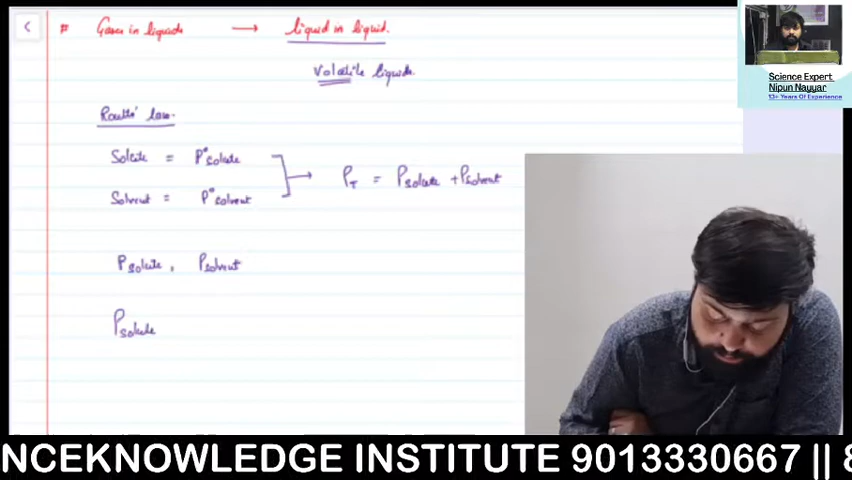 # Gases in liquids → liquid in liquid.
Volatile liquids.
Raoults' law.
Solute = P°solute
Solvent = P°solvent
→ PT = Psolute + Psolvent
Psolute, Psolvent
Psolute
Science Expert
Nipun Nayyar
13+ Years Of Experience
NCEKNOWLEDGE INSTITUTE 9013330667 || 8